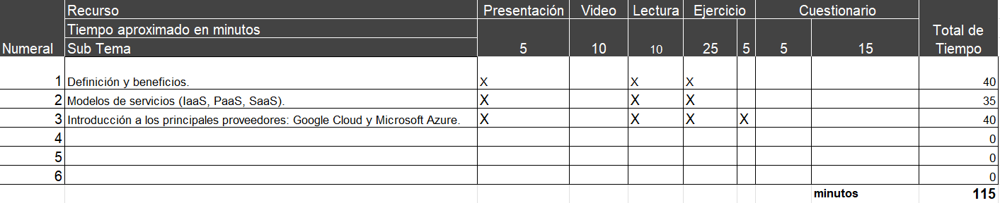 Recurso Presentación Video Lectura Ejercicio Cuestionario
Tiempo aproximado en minutos
Numeral Sub Tema 5 10 10 25 5 5 15 Total de Tiempo
1 Definición y beneficios. X X X 40
2 Modelos de servicios (IaaS, PaaS, SaaS). X X X 35
3 Introducción a los principales proveedores: Google Cloud y Microsoft Azure. X X X X 40
4 0
5 0
6 0
minutos 115